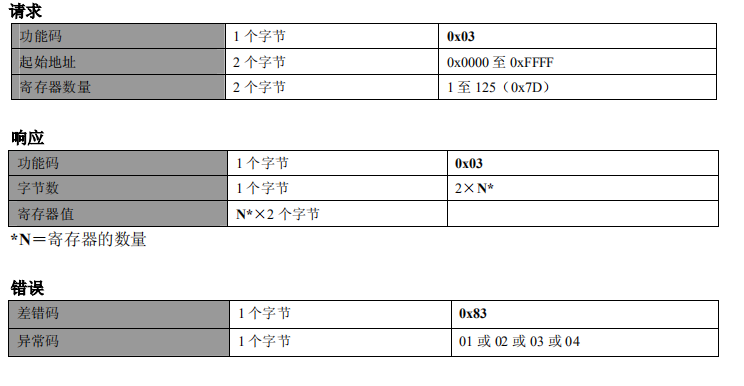 请求
功能码 1 个字节 0x03
起始地址 2 个字节 0x0000 至 0xFFFF
寄存器数量 2 个字节 1 至 125（0x7D）
响应
功能码 1 个字节 0x03
字节数 1 个字节 2×N*
寄存器值 N*×2 个字节
*N＝寄存器的数量
错误
差错码 1 个字节 0x83
异常码 1 个字节 01 或 02 或 03 或 04